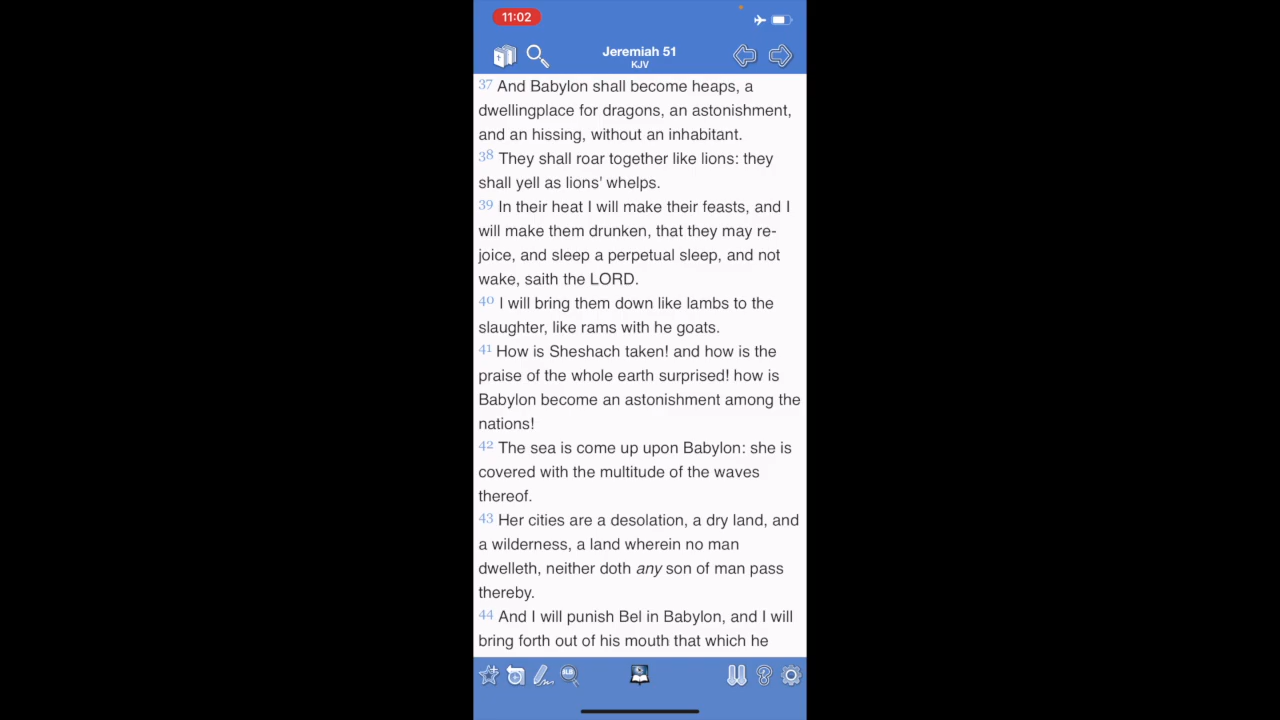 11:02
Jeremiah 51
KJV
37 And Babylon shall become heaps, a
dwellingplace for dragons, an astonishment,
and an hissing, without an inhabitant.
38 They shall roar together like lions: they
shall yell as lions' whelps.
39 In their heat I will make their feasts, and I
will make them drunken, that they may re-
joice, and sleep a perpetual sleep, and not
wake, saith the LORD.
40 I will bring them down like lambs to the
slaughter, like rams with he goats.
41 How is Sheshach taken! and how is the
praise of the whole earth surprised! how is
Babylon become an astonishment among the
nations!
42 The sea is come up upon Babylon: she is
covered with the multitude of the waves
thereof.
43 Her cities are a desolation, a dry land, and
a wilderness, a land wherein no man
dwelleth, neither doth any son of man pass
thereby.
44 And I will punish Bel in Babylon, and I will
bring forth out of his mouth that which he